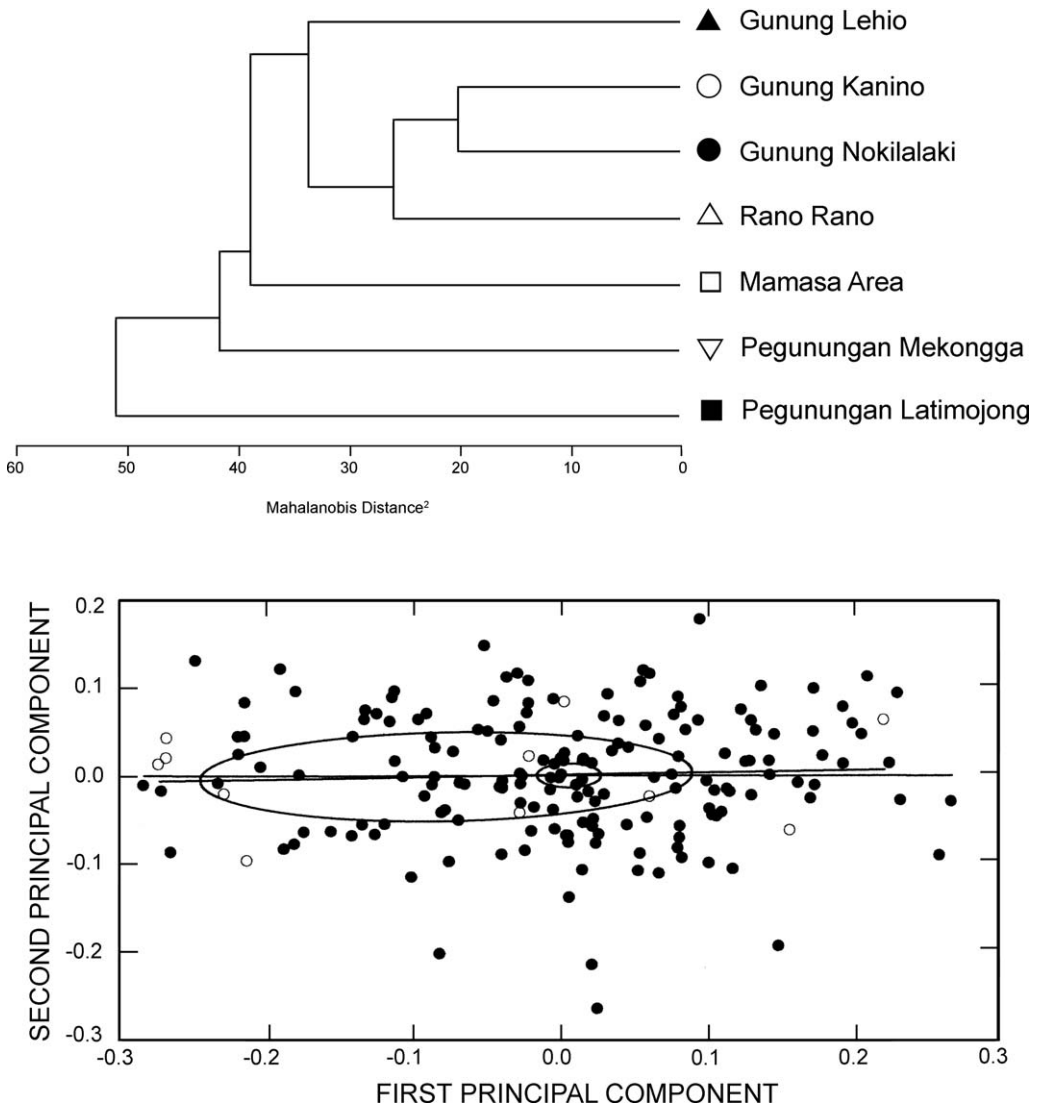 Gunung Lehio
Gunung Kanino
Gunung Nokilalaki
Rano Rano
Mamasa Area
Pegunungan Mekongga
Pegunungan Latimojong
60 50 40 30 20 10 0
Mahalanobis Distance²
SECOND PRINCIPAL COMPONENT
0.2
0.1
0.0
-0.1
-0.2
-0.3
-0.3 -0.2 -0.1 0.0 0.1 0.2 0.3
FIRST PRINCIPAL COMPONENT